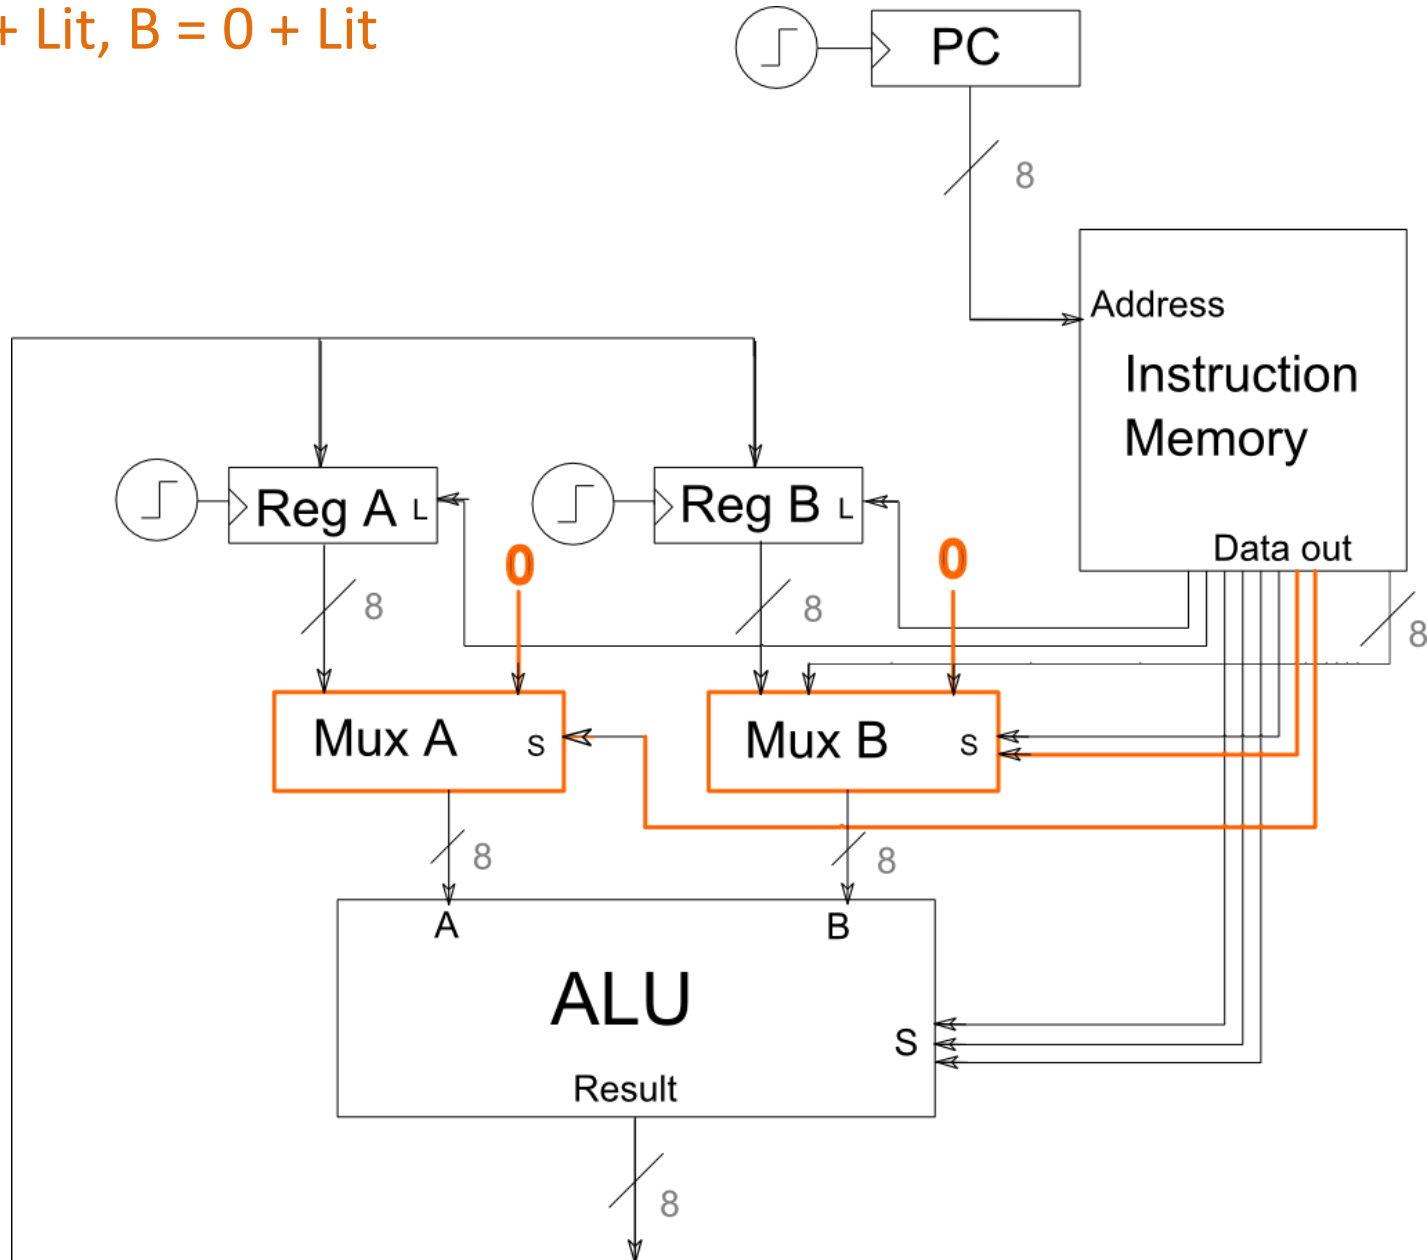 + Lit, B = 0 + Lit
PC
8
Address
Instruction
Memory
Data out
Reg A L
Reg B L
0
0
8
8
8
Mux A S
Mux B S
8
8
A
B
ALU
S
Result
8